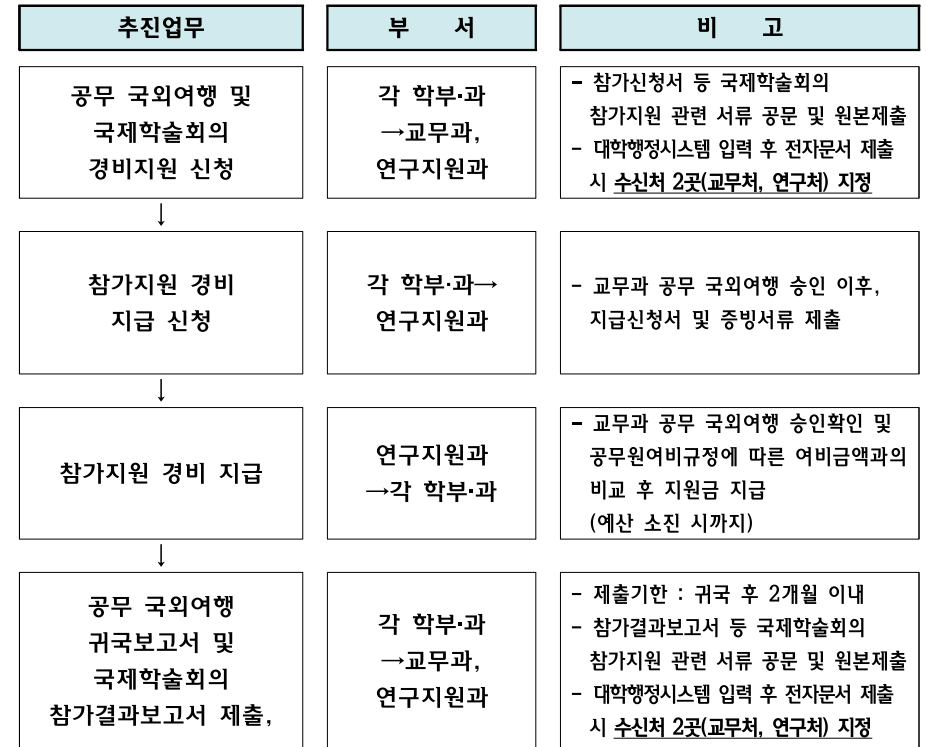 추진업무
부 서
비 고
공무 국외여행 및
국제학술회의
경비지원 신청
각 학부·과
→교무과,
연구지원과
- 참가신청서 등 국제학술회의
참가지원 관련 서류 공문 및 원본제출
- 대학행정시스템 입력 후 전자문서 제출
시 수신처 2곳(교무처, 연구처) 지정
↓
참가지원 경비
지급 신청
각 학부·과→
연구지원과
- 교무과 공무 국외여행 승인 이후,
지급신청서 및 증빙서류 제출
↓
참가지원 경비 지급
연구지원과
→각 학부·과
- 교무과 공무 국외여행 승인확인 및
공무원여비규정에 따른 여비금액과의
비교 후 지원금 지급
(예산 소진 시까지)
↓
공무 국외여행
귀국보고서 및
국제학술회의
참가결과보고서 제출,
각 학부·과
→교무과,
연구지원과
- 제출기한 : 귀국 후 2개월 이내
- 참가결과보고서 등 국제학술회의
참가지원 관련 서류 공문 및 원본제출
- 대학행정시스템 입력 후 전자문서 제출
시 수신처 2곳(교무처, 연구처) 지정